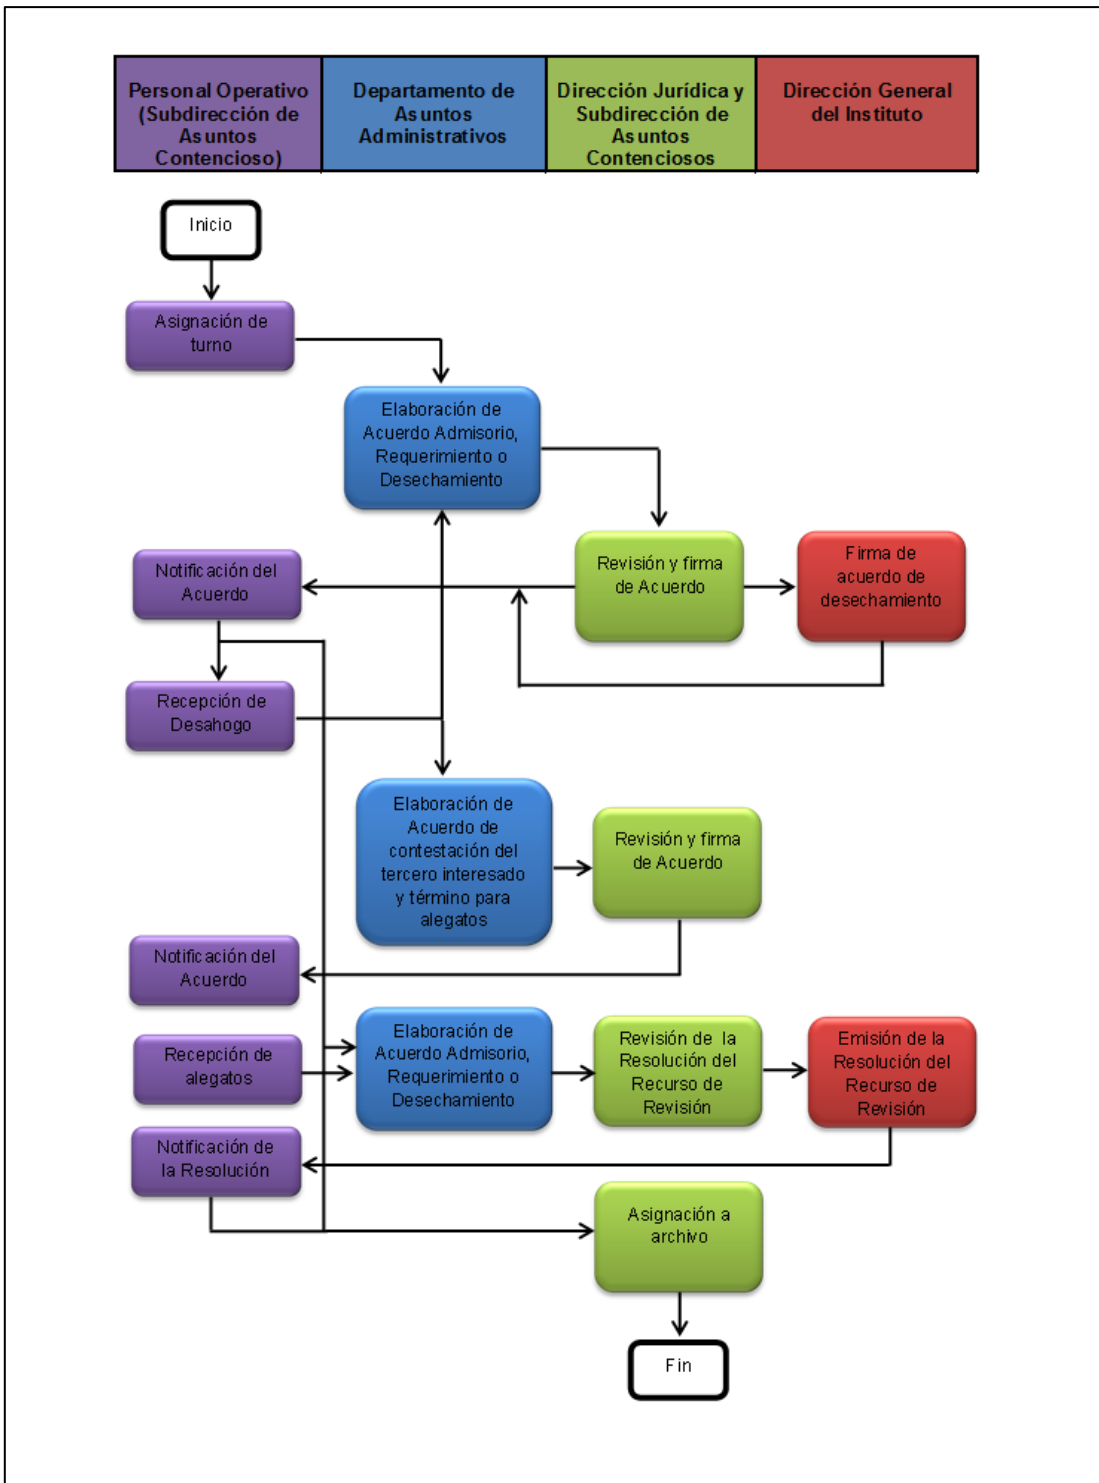 Personal Operativo
(Subdirección de
Asuntos
Contencioso)
Departamento de
Asuntos
Administrativos
Dirección Jurídica y
Subdirección de
Asuntos
Contenciosos
Dirección General
del Instituto
Inicio
Asignación de
turno
Elaboración de
Acuerdo Admisorio,
Requerimiento o
Desechamiento
Revisión y firma
de Acuerdo
Firma de
acuerdo de
desechamiento
Notificación del
Acuerdo
Recepción de
Desahogo
Elaboración de
Acuerdo de
contestación del
tercero interesado
y término para
alegatos
Revisión y firma
de Acuerdo
Notificación del
Acuerdo
Recepción de
alegatos
Elaboración de
Acuerdo Admisorio,
Requerimiento o
Desechamiento
Revisión de la
Resolución del
Recurso de
Revisión
Emisión de la
Resolución del
Recurso de
Revisión
Notificación de
la Resolución
Asignación a
archivo
Fin